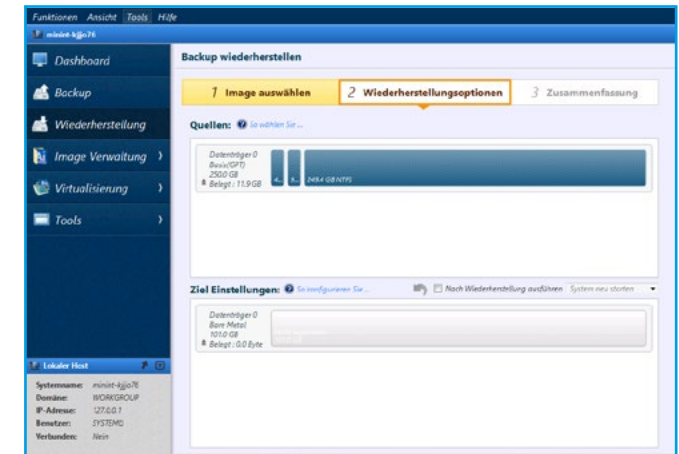 Funktionen Ansicht Tools Hilfe
minint-kjjo76
Dashboard
Backup
Wiederherstellung
Image Verwaltung
Virtualisierung
Tools
Backup wiederherstellen
1 Image auswählen
2 Wiederherstellungsoptionen
3 Zusammenfassung
Quellen: So wählen Sie ...
Datenträger 0
Basis(GPT)
250.0 GB
Belegt : 11.9 GB
4... 5... 249.4 GB NTFS
Ziel Einstellungen: So konfigurieren Sie ... Nach Wiederherstellung ausführen System neu starten
Datenträger 0
Bare Metal
101.0 GB
Belegt : 0.0 Byte
Lokaler Host
Systemname: minint-kjjo76
Domäne: WORKGROUP
IP-Adresse: 127.0.0.1
Benutzer: SYSTEM
Verbunden: Nein